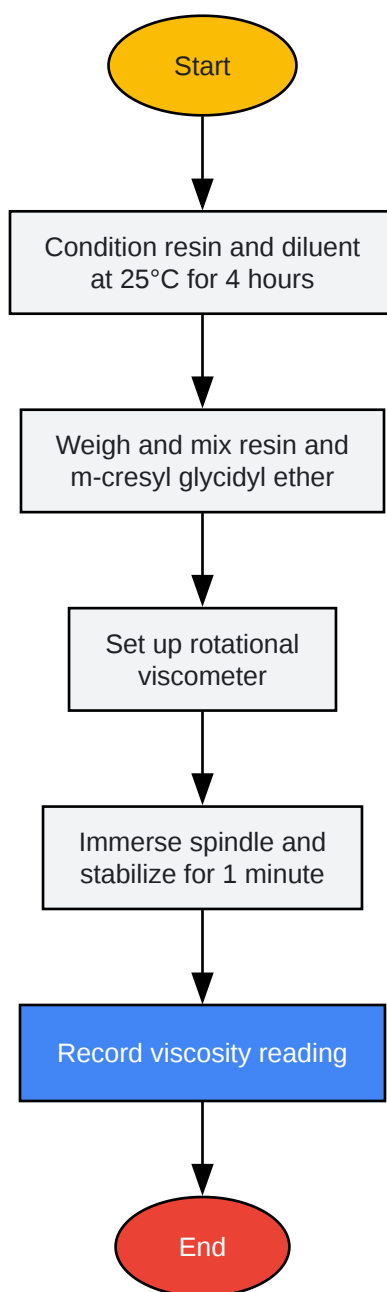 Start
Condition resin and diluent
at 25°C for 4 hours
Weigh and mix resin and
m-cresyl glycidyl ether
Set up rotational
viscometer
Immerse spindle and
stabilize for 1 minute
Record viscosity reading
End